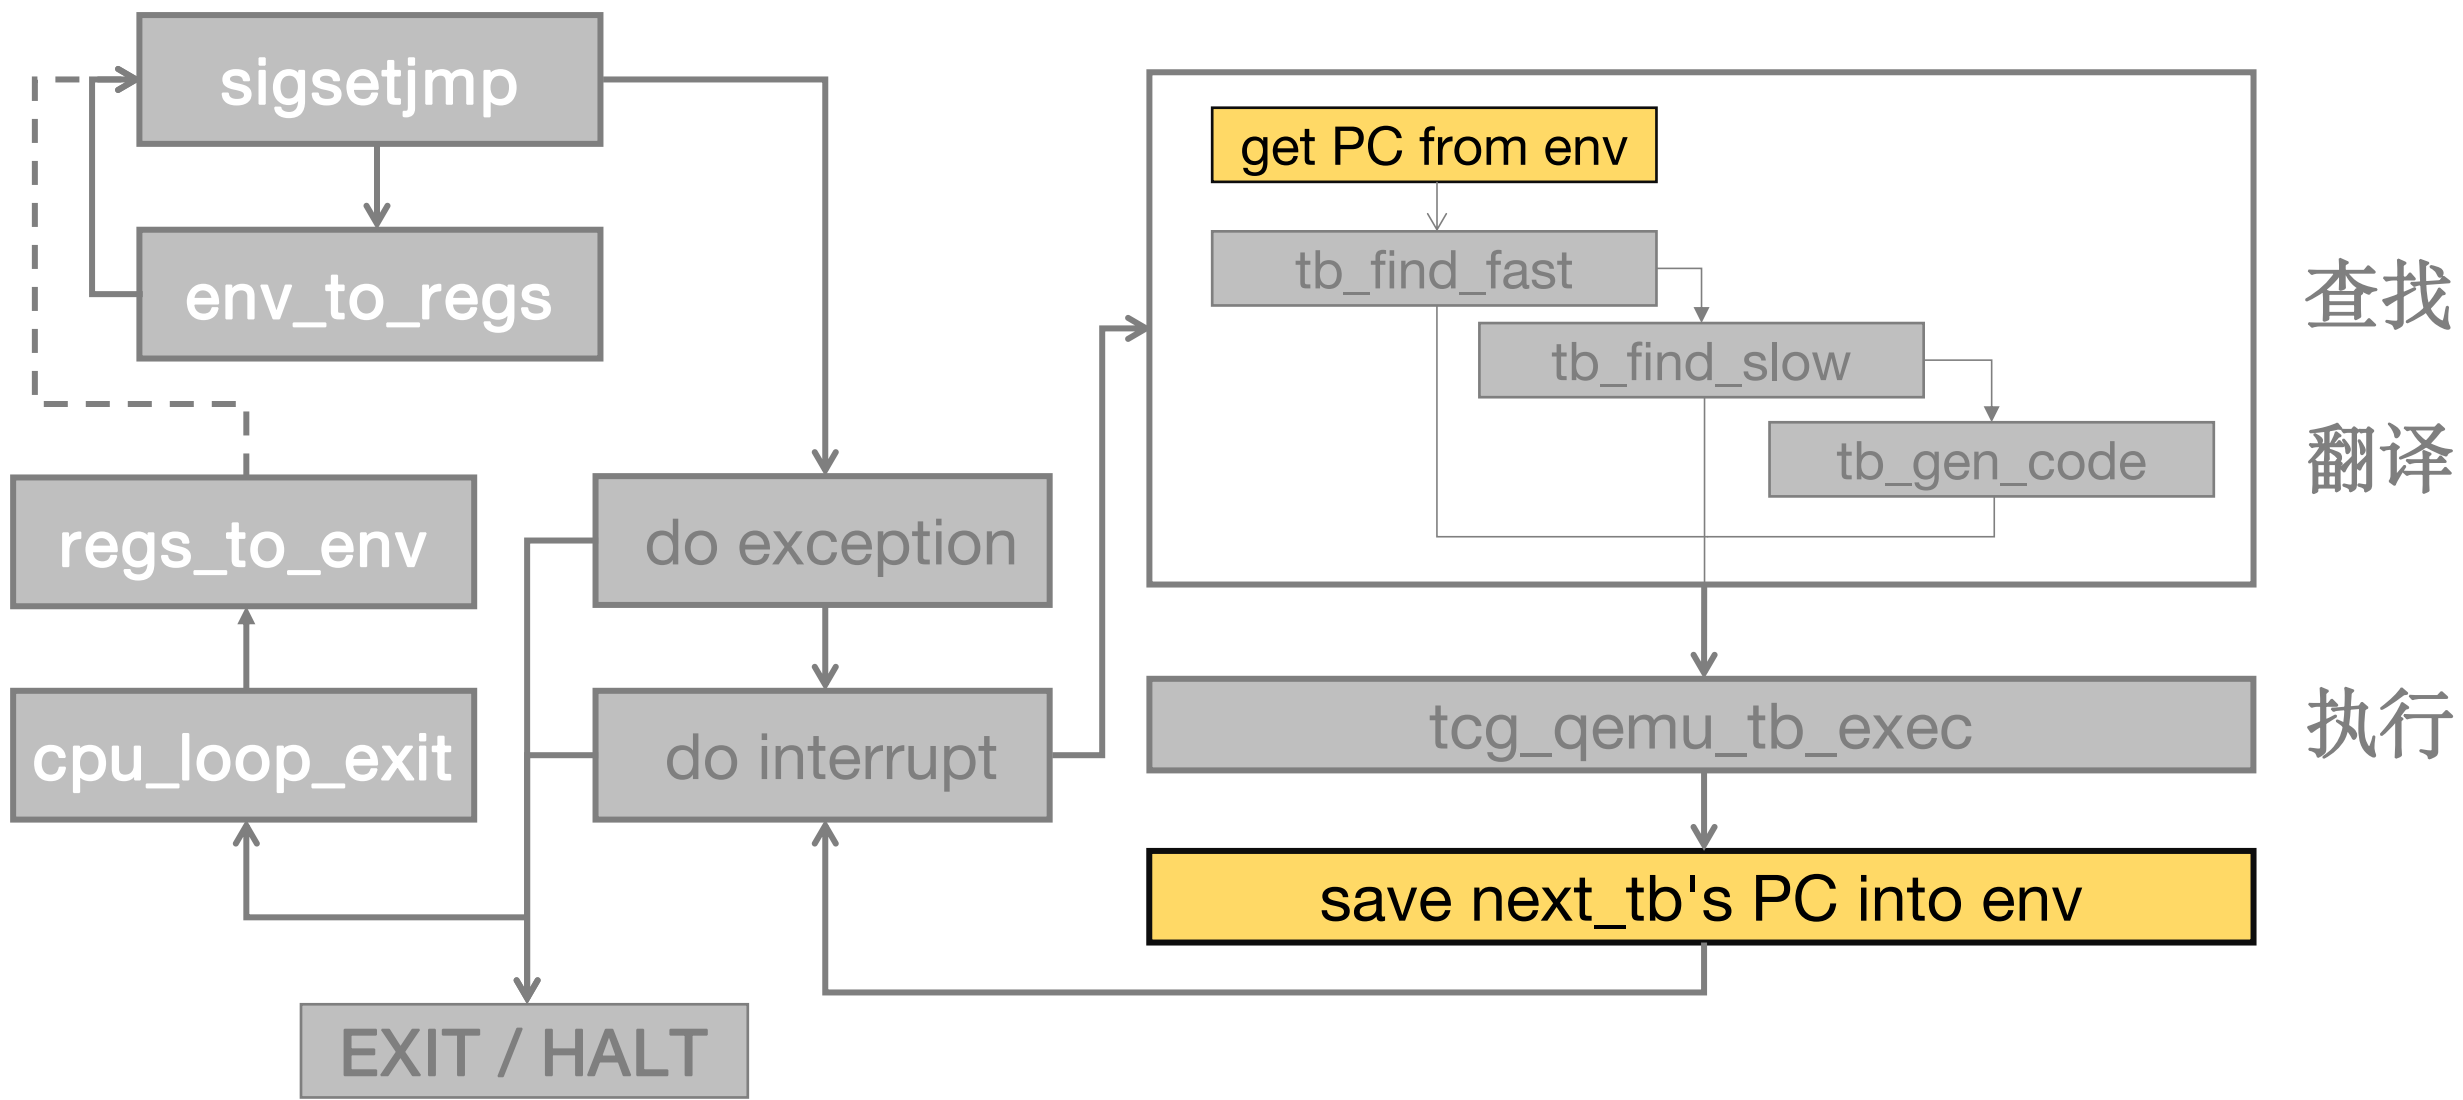 sigsetjmp
env_to_regs
regs_to_env
cpu_loop_exit
do exception
do interrupt
EXIT / HALT
get PC from env
tb_find_fast
tb_find_slow
tb_gen_code
tcg_qemu_tb_exec
save next_tb's PC into env
查找
翻译
执行